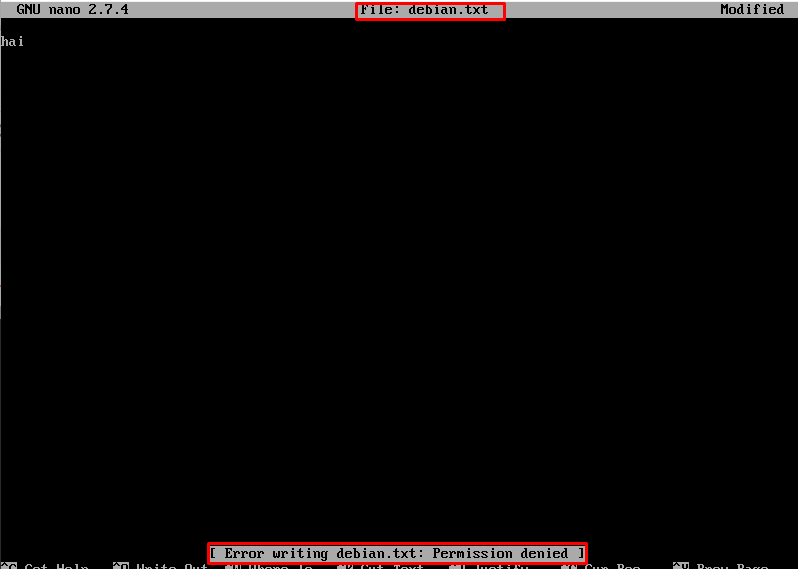 GNU nano 2.7.4 File: debian.txt Modified
hai
[ Error writing debian.txt: Permission denied ]
^G Get Help ^O Write Out ^W Where Is ^K Cut Text ^J Justify ^C Cur Pos ^Y Prev Page